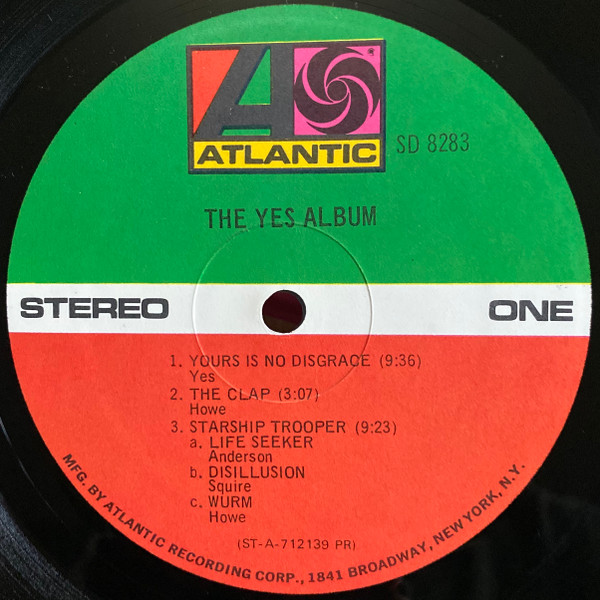 ATLANTIC
SD 8283
THE YES ALBUM
STEREO
ONE
1. YOURS IS NO DISGRACE (9:36)
Yes
2. THE CLAP (3:07)
Howe
3. STARSHIP TROOPER (9:23)
a. LIFE SEEKER
Anderson
b. DISILLUSION
Squire
c. WURM
Howe
(ST-A-712139 PR)
MFG. BY ATLANTIC RECORDING CORP., 1841 BROADWAY, NEW YORK, N.Y.